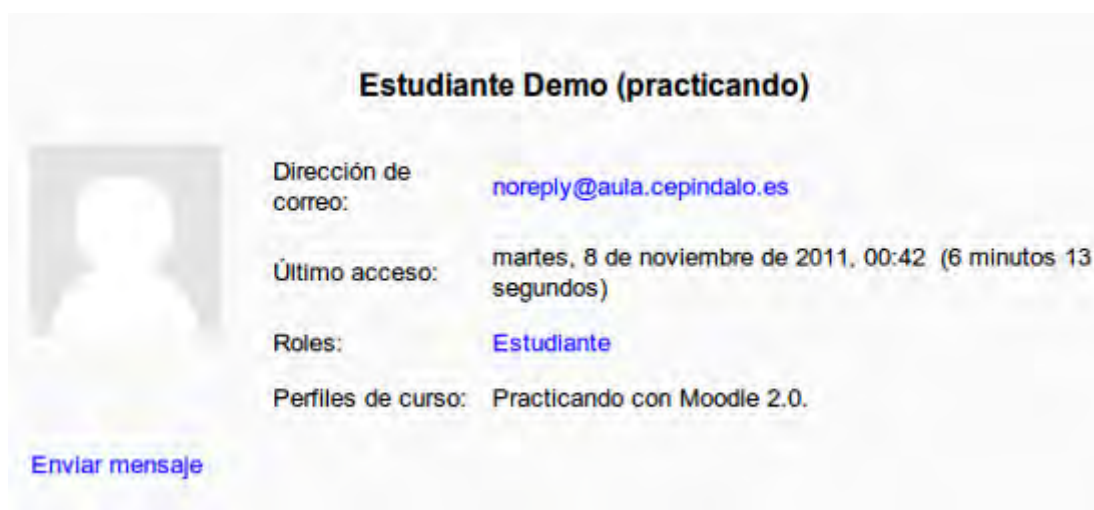 Estudiante Demo (practicando)
Dirección de
correo:
noreply@aula.cepindalo.es
Último acceso:
martes, 8 de noviembre de 2011, 00:42 (6 minutos 13
segundos)
Roles:
Estudiante
Perfiles de curso:
Practicando con Moodle 2.0.
Enviar mensaje